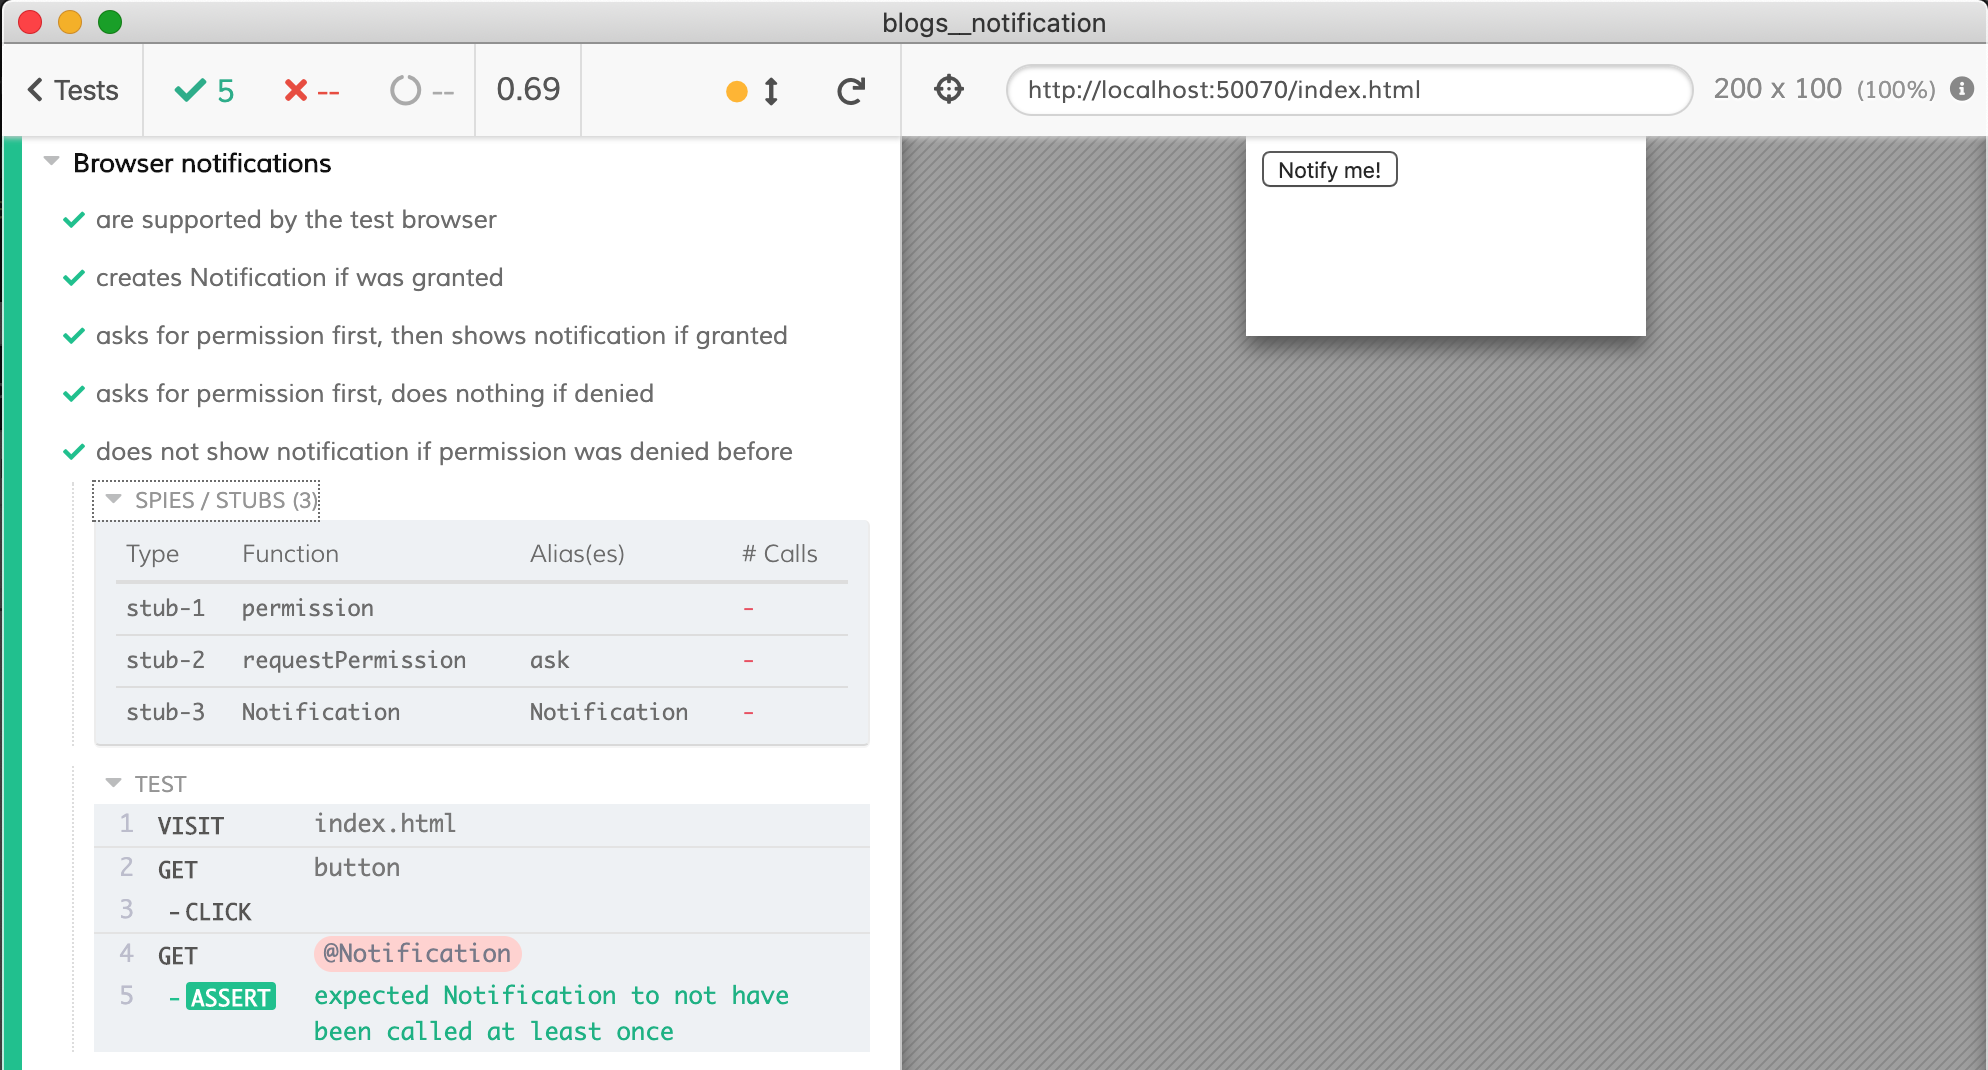 blogs__notification
Tests 5 -- -- 0.69 http://localhost:50070/index.html 200 x 100 (100%)
Browser notifications
are supported by the test browser
creates Notification if was granted
asks for permission first, then shows notification if granted
asks for permission first, does nothing if denied
does not show notification if permission was denied before
SPIES / STUBS (3)
Type Function Alias(es) # Calls
stub-1 permission -
stub-2 requestPermission ask -
stub-3 Notification Notification -
TEST
1 VISIT index.html
2 GET button
3 -CLICK
4 GET @Notification
5 -ASSERT expected Notification to not have
been called at least once
Notify me!